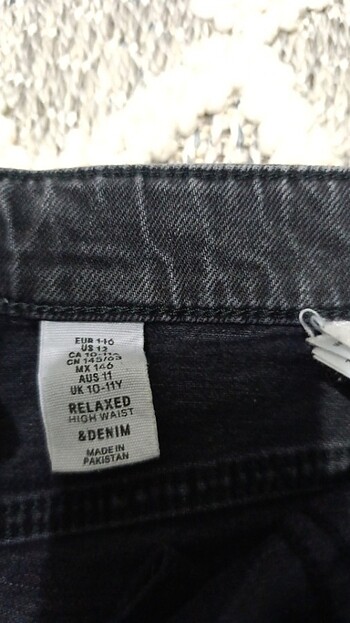 EUR 146
US 12
CA 10-11
CN 145/63
MX 146
AUS 11
UK 10-11Y
RELAXED
HIGH WAIST
&DENIM
MADE IN
PAKISTAN